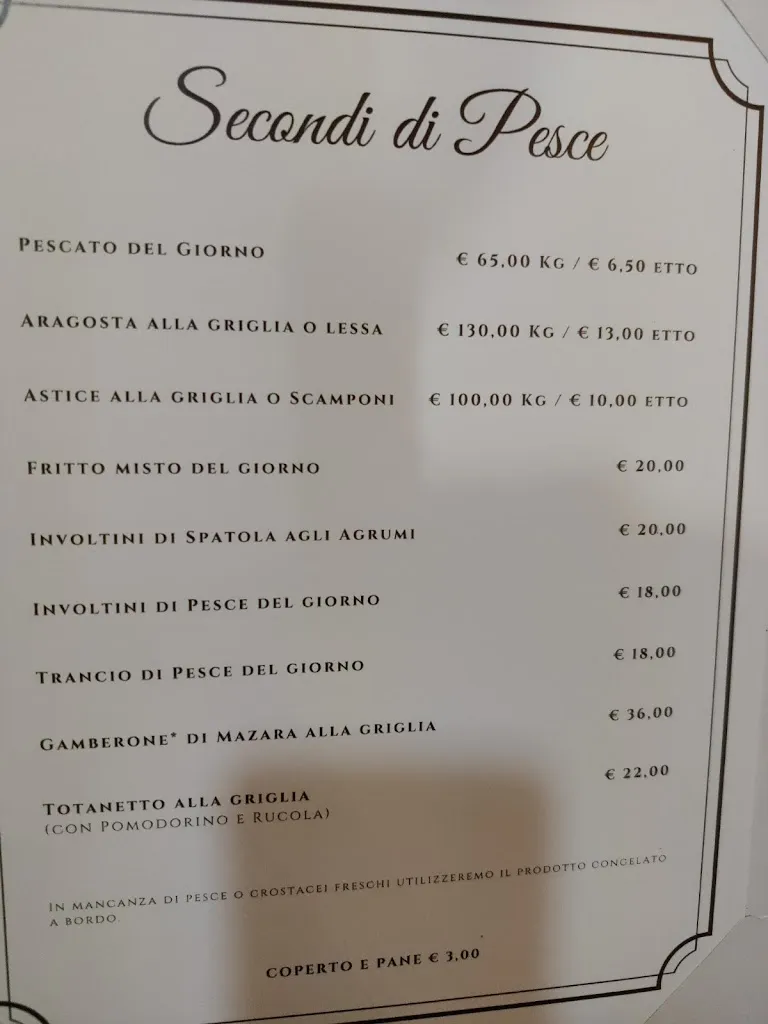 Secondi di Pesce
Pescato del Giorno € 65,00 Kg / € 6,50 etto
Aragosta alla griglia o lessa € 130,00 Kg / € 13,00 etto
Astice alla griglia o Scamponi € 100,00 Kg / € 10,00 etto
Fritto misto del giorno € 20,00
Involtini di Spatola agli Agrumi € 20,00
Involtini di Pesce del giorno € 18,00
Trancio di Pesce del giorno € 18,00
Gamberone* di Mazara alla griglia € 36,00
Totanetto alla griglia € 22,00
(con Pomodorino e Rucola)
In mancanza di pesce o crostacei freschi utilizzeremo il prodotto congelato
a bordo.
coperto e pane € 3,00